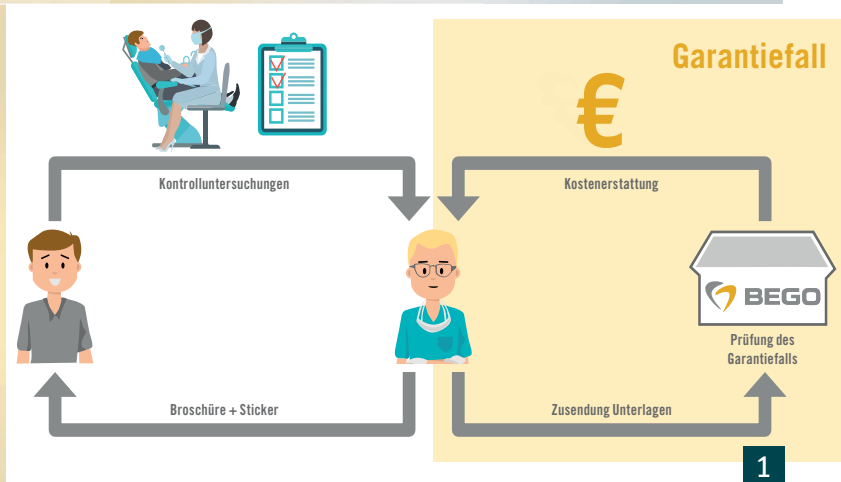 Garantiefall
€
Kontrolluntersuchungen
Kostenerstattung
BEGO
Prüfung des
Garantiefalls
Broschüre + Sticker
Zusendung Unterlagen
1